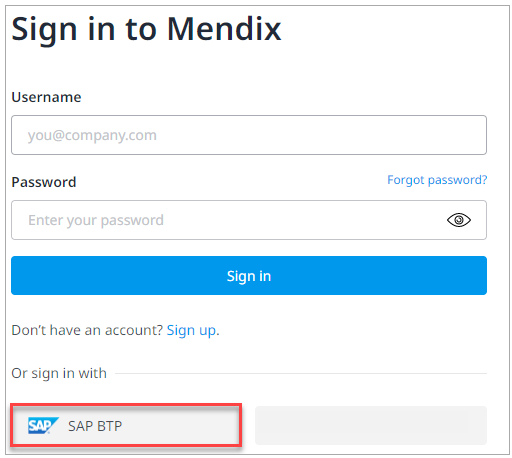 Sign in to Mendix
Username
you@company.com
Password Forgot password?
Enter your password
Sign in
Don’t have an account? Sign up.
Or sign in with
SAP SAP BTP